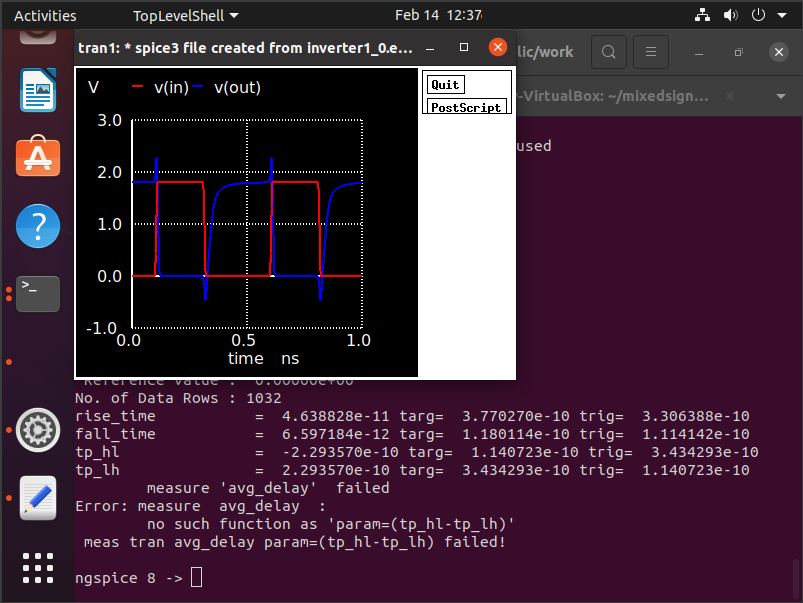 Activities
TopLevelShell
Feb 14 12:37
tran1: * spice3 file created from inverter1_0.e...
lic/work
-VirtualBox: ~/mixedsign...
V
v(in)
v(out)
Quit
PostScript
3.0
2.0
1.0
0.0
-1.0
0.0
0.5
1.0
time ns
used
Reference value : 0.00000e+00
No. of Data Rows : 1032
rise_time = 4.638828e-11 targ= 3.770270e-10 trig= 3.306388e-10
fall_time = 6.597184e-12 targ= 1.180114e-10 trig= 1.114142e-10
tp_hl = -2.293570e-10 targ= 1.140723e-10 trig= 3.434293e-10
tp_lh = 2.293570e-10 targ= 3.434293e-10 trig= 1.140723e-10
measure 'avg_delay' failed
Error: measure avg_delay :
no such function as 'param=(tp_hl-tp_lh)'
meas tran avg_delay param=(tp_hl-tp_lh) failed!
ngspice 8 ->